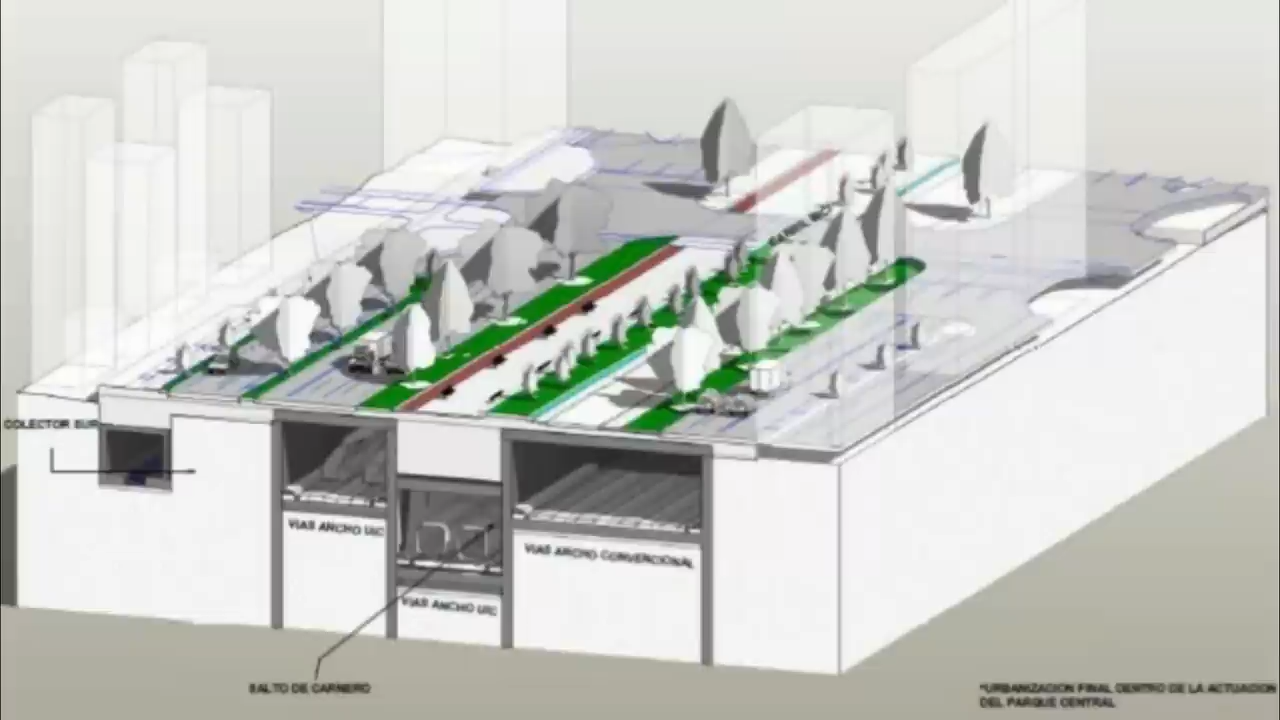 COLECTOR SUR
VIAS ANCHO UIC
VIAS ANCHO CONVENCIONAL
VIAS ANCHO UIC
SALTO DE CARNERO
*URBANIZACION FINAL DENTRO DE LA ACTUACION
DEL PARQUE CENTRAL